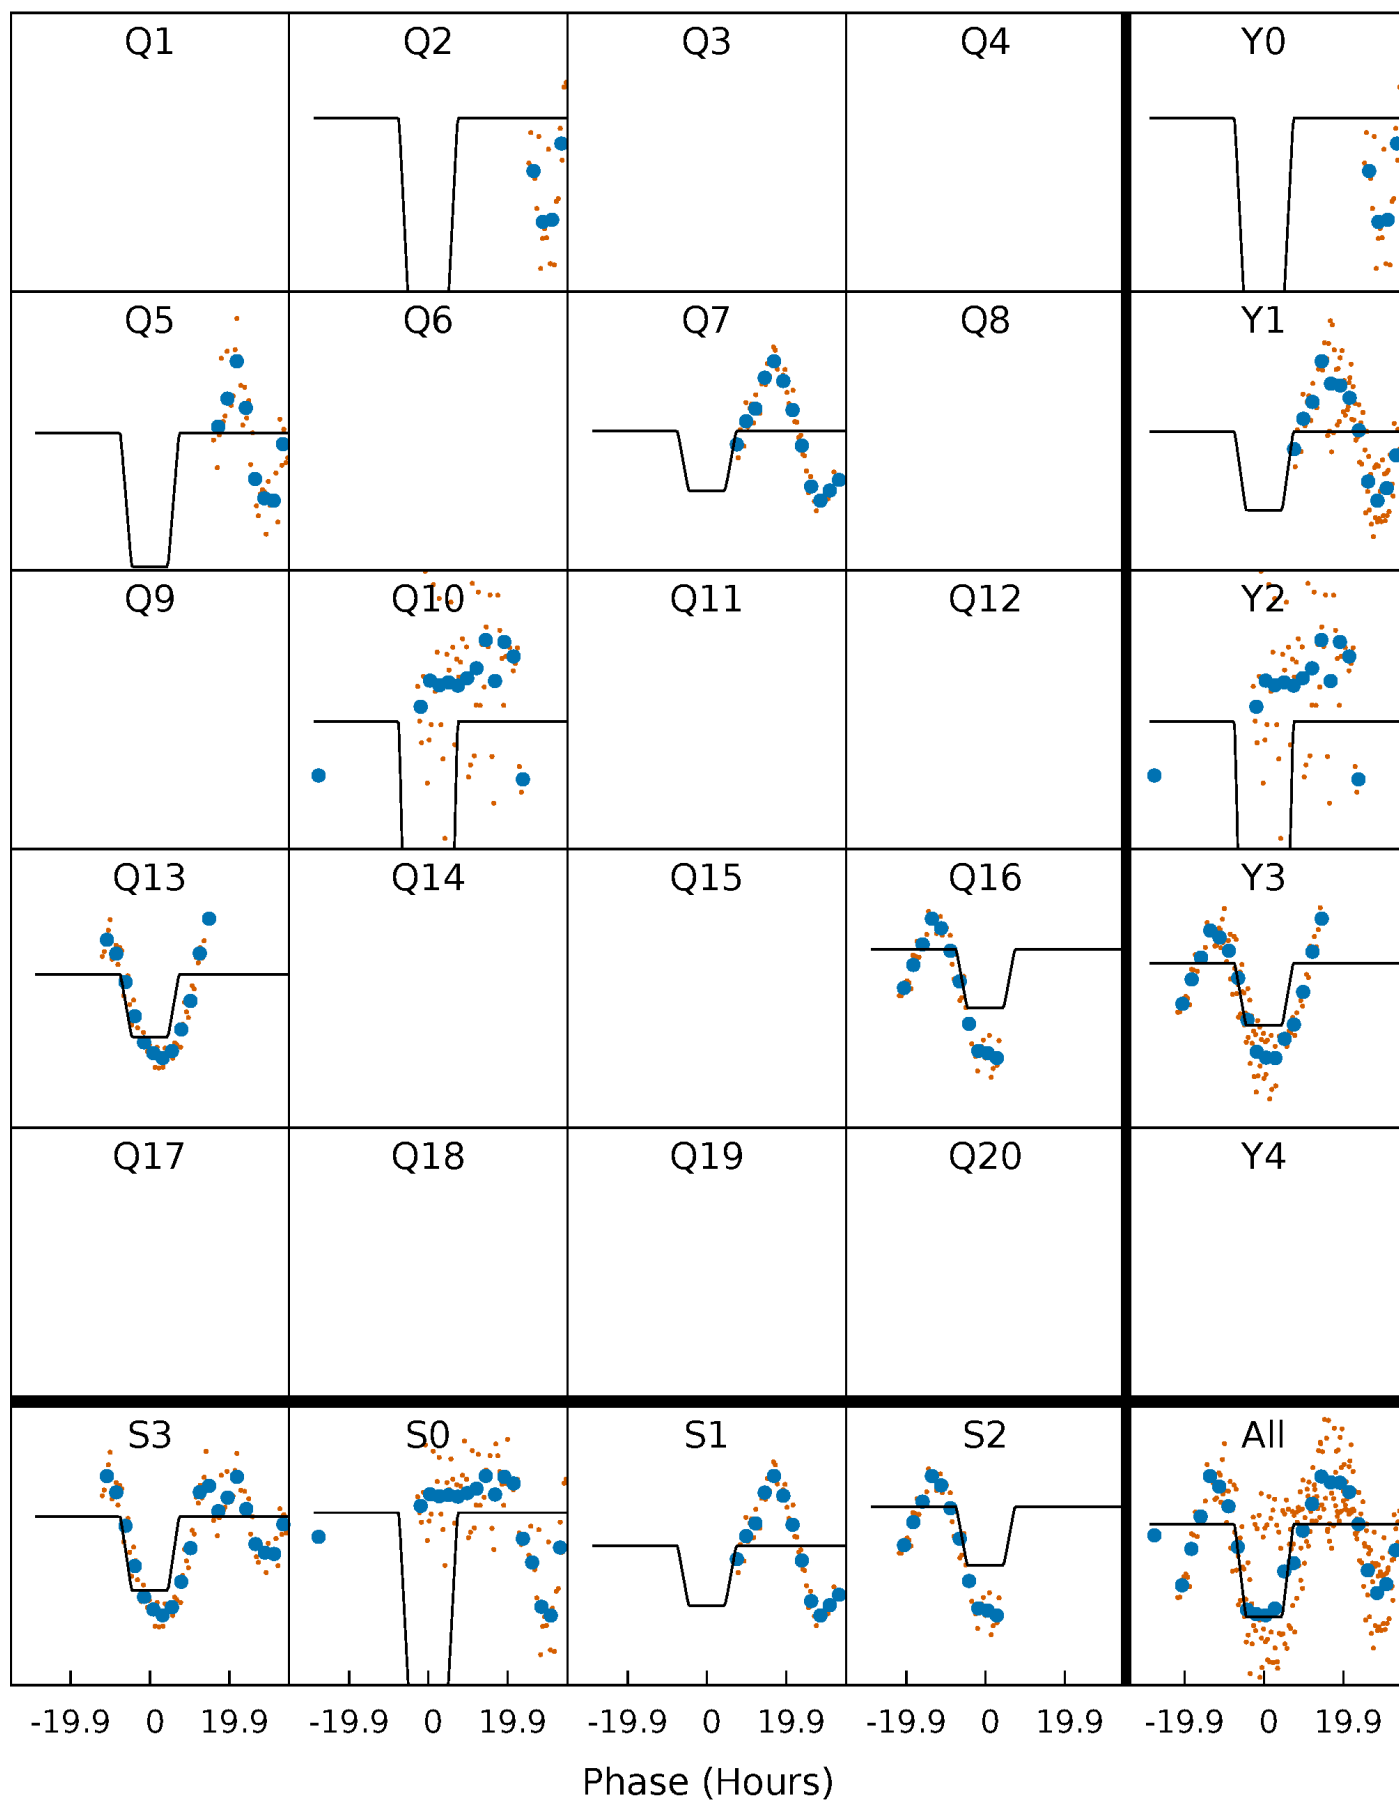 Q1 Q2 Q3 Q4 Y0
Q5 Q6 Q7 Q8 Y1
Q9 Q10 Q11 Q12 Y2
Q13 Q14 Q15 Q16 Y3
Q17 Q18 Q19 Q20 Y4
S3 S0 S1 S2 All
-19.9 0 19.9 -19.9 0 19.9 -19.9 0 19.9 -19.9 0 19.9 -19.9 0 19.9
Phase (Hours)